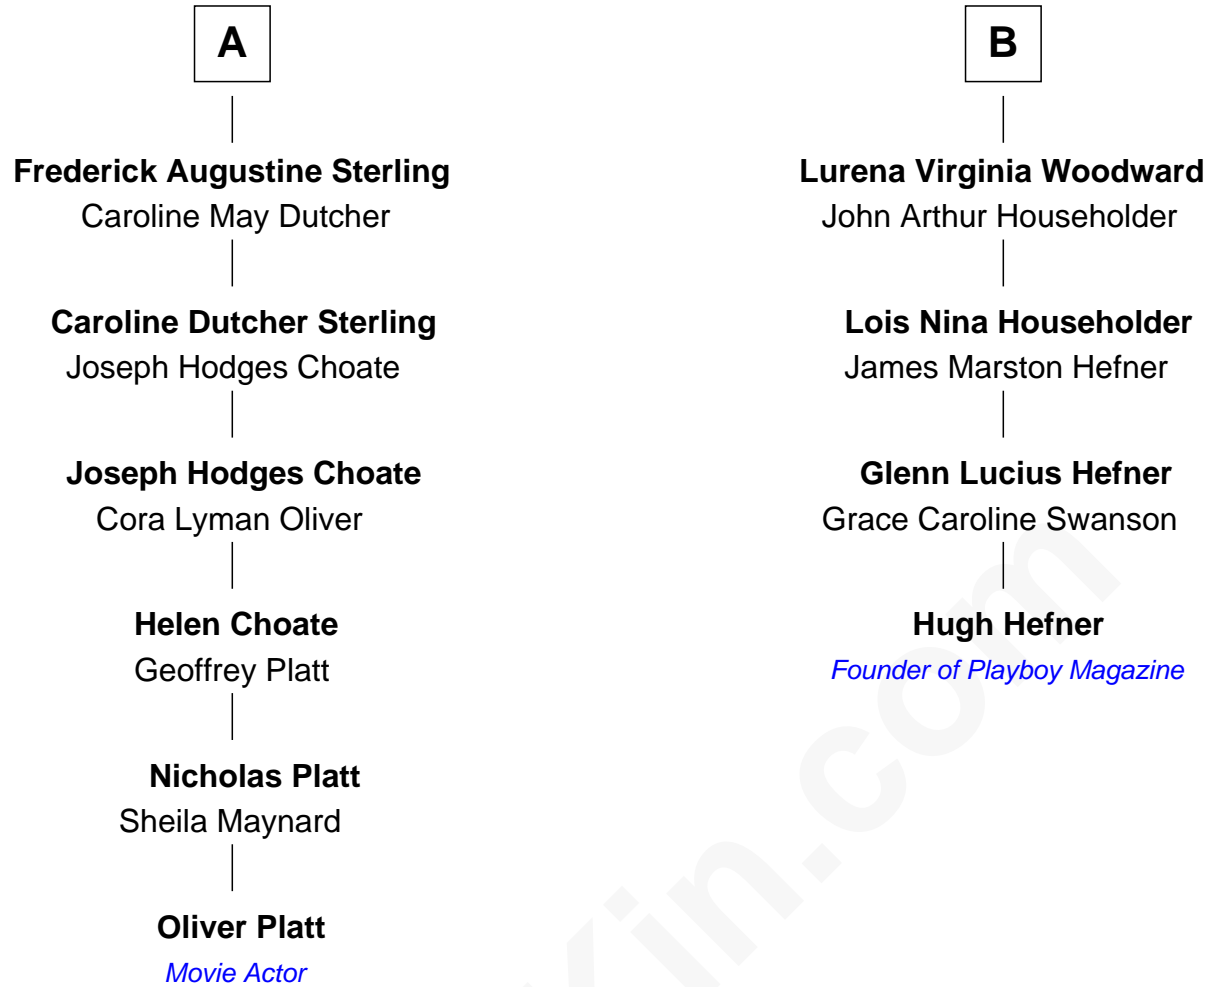 A
Frederick Augustine Sterling
Caroline May Dutcher
Caroline Dutcher Sterling
Joseph Hodges Choate
Joseph Hodges Choate
Cora Lyman Oliver
Helen Choate
Geoffrey Platt
Nicholas Platt
Sheila Maynard
Oliver Platt
Movie Actor
B
Lurena Virginia Woodward
John Arthur Householder
Lois Nina Householder
James Marston Hefner
Glenn Lucius Hefner
Grace Caroline Swanson
Hugh Hefner
Founder of Playboy Magazine
Kin.com